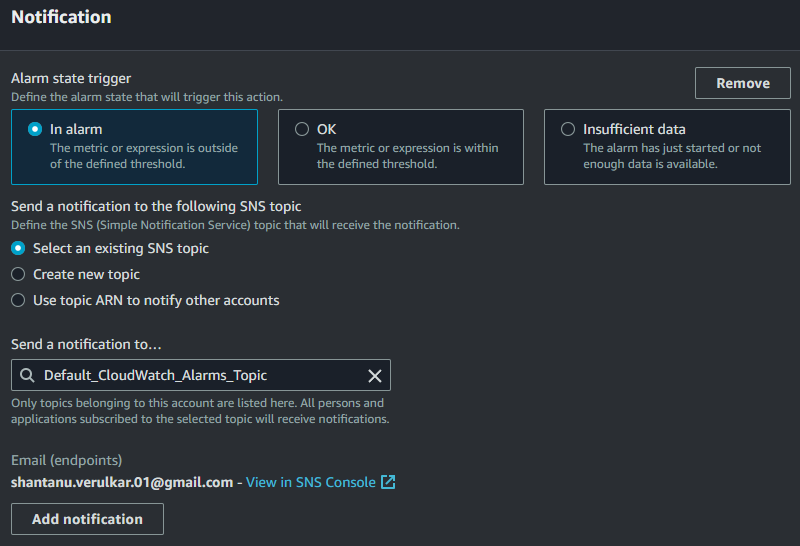 Notification
Alarm state trigger
Define the alarm state that will trigger this action.
Remove
In alarm
The metric or expression is outside
of the defined threshold.
OK
The metric or expression is within
the defined threshold.
Insufficient data
The alarm has just started or not
enough data is available.
Send a notification to the following SNS topic
Define the SNS (Simple Notification Service) topic that will receive the notification.
Select an existing SNS topic
Create new topic
Use topic ARN to notify other accounts
Send a notification to…
Default_CloudWatch_Alarms_Topic
Only topics belonging to this account are listed here. All persons and
applications subscribed to the selected topic will receive notifications.
Email (endpoints)
shantanu.verulkar.01@gmail.com - View in SNS Console
Add notification